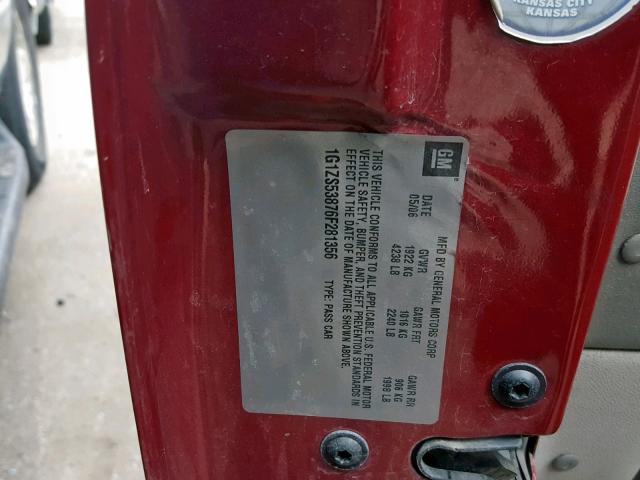 KANSAS CITY
KANSAS
GM
MFD BY GENERAL MOTORS CORP
DATE GVWR GAWR FRT GAWR RR
05/06 1922 KG 1016 KG 906 KG
4238 LB 2240 LB 1998 LB
THIS VEHICLE CONFORMS TO ALL APPLICABLE U.S. FEDERAL MOTOR
VEHICLE SAFETY, BUMPER, AND THEFT PREVENTION STANDARDS IN
EFFECT ON THE DATE OF MANUFACTURE SHOWN ABOVE.
1G1ZS53876F281356 TYPE: PASS CAR